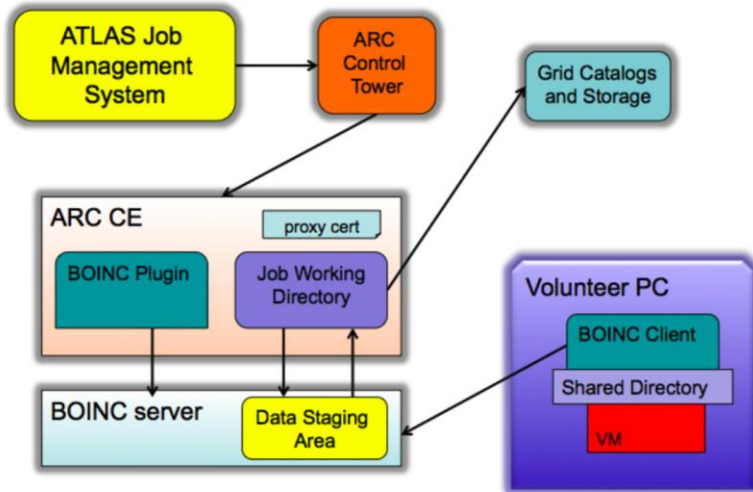 ATLAS Job
Management
System
ARC
Control
Tower
Grid Catalogs
and Storage
ARC CE
proxy cert
BOINC Plugin
Job Working
Directory
Volunteer PC
BOINC Client
Shared Directory
VM
BOINC server
Data Staging
Area